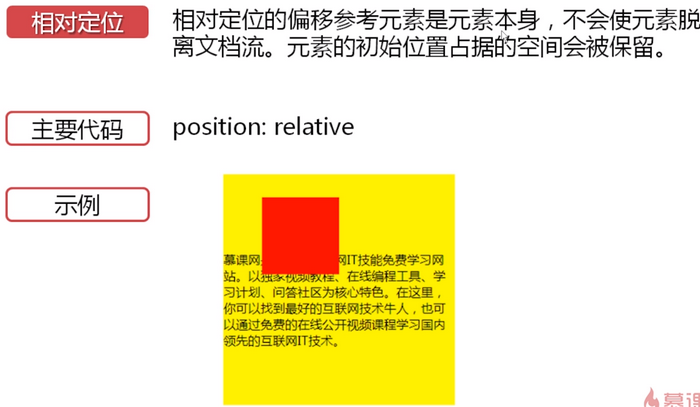 相对定位
相对定位的偏移参考元素是元素本身，不会使元素脱
离文档流。元素的初始位置占据的空间会被保留。
主要代码
position: relative
示例
慕课网 网IT技能免费学习网
站。以独家视频教程、在线编程工具、学
习计划、问答社区为核心特色。在这里，
你可以找到最好的互联网技术牛人，也可
以通过免费的在线公开视频课程学习国内
领先的互联网IT技术。
慕课